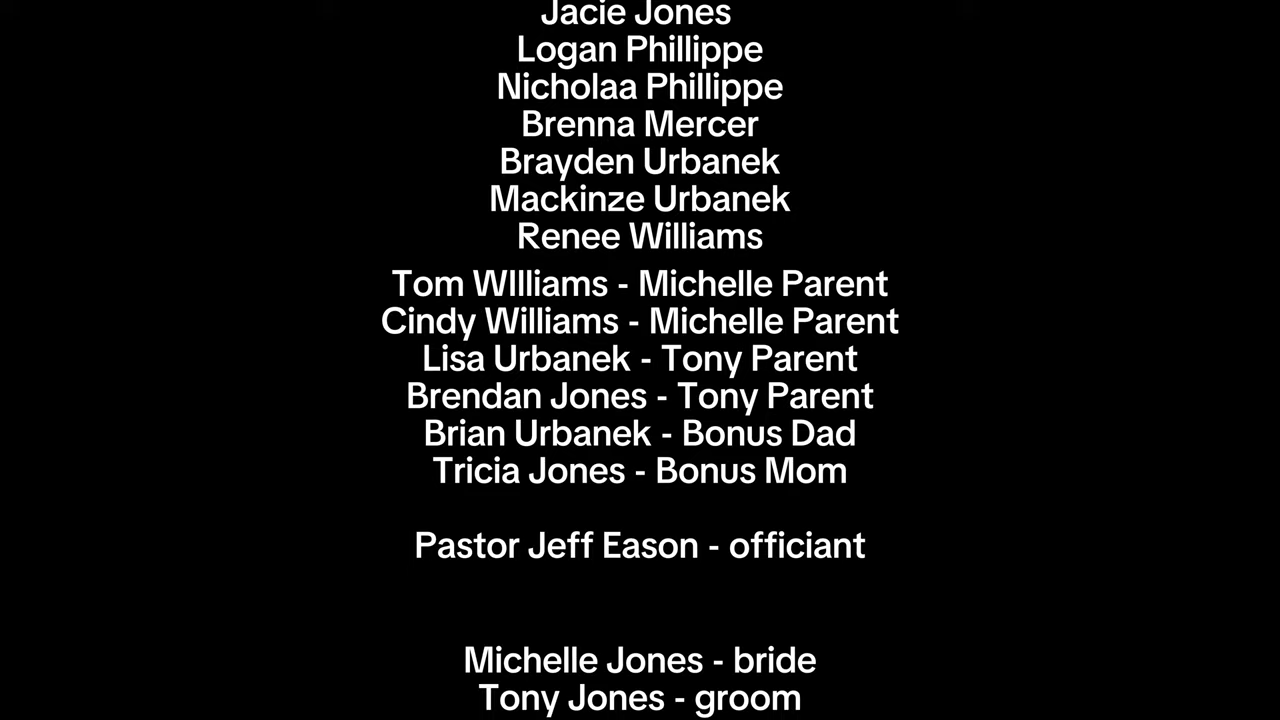 Jacie Jones
Logan Phillippe
Nicholaa Phillippe
Brenna Mercer
Brayden Urbanek
Mackinze Urbanek
Renee Williams
Tom WIlliams - Michelle Parent
Cindy Williams - Michelle Parent
Lisa Urbanek - Tony Parent
Brendan Jones - Tony Parent
Brian Urbanek - Bonus Dad
Tricia Jones - Bonus Mom
Pastor Jeff Eason - officiant
Michelle Jones - bride
Tony Jones - groom